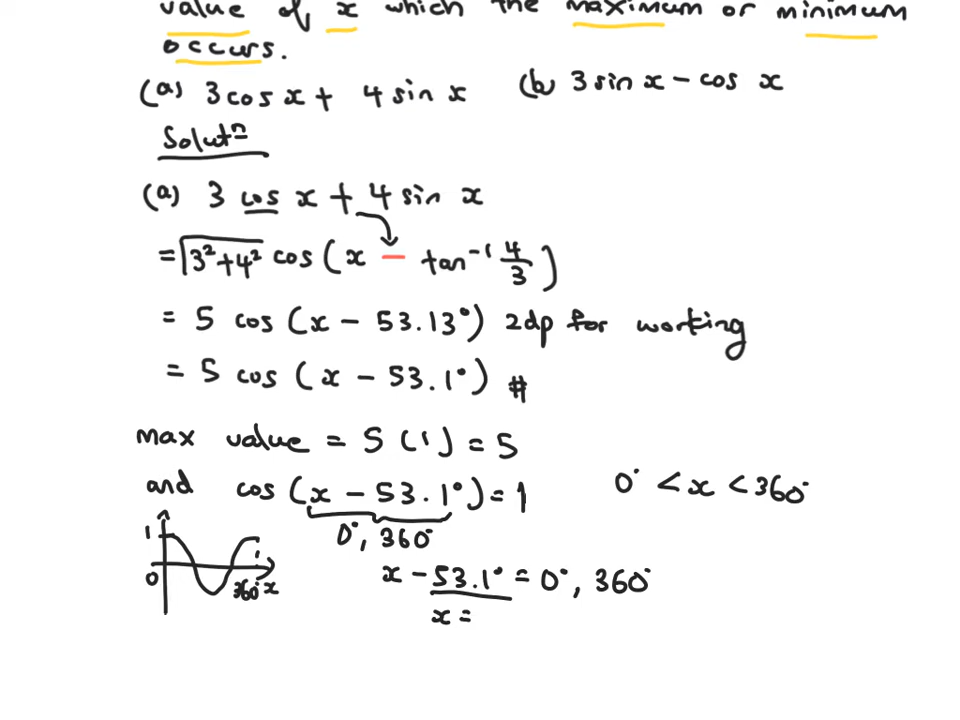 value of x which the maximum or minimum
occurs.
(a) 3 cos x + 4 sin x (b) 3 sin x - cos x
Solutⁿ
(a) 3 cos x + 4 sin x
= √3²+4² cos (x - tan⁻¹ 4/3)
= 5 cos (x - 53.13°) 2dp for working
= 5 cos (x - 53.1°) #
max value = 5 (1) = 5
and cos (x - 53.1°) = 1 0° < x < 360°
0°, 360°
1
0 360° x
x - 53.1° = 0°, 360°
x =